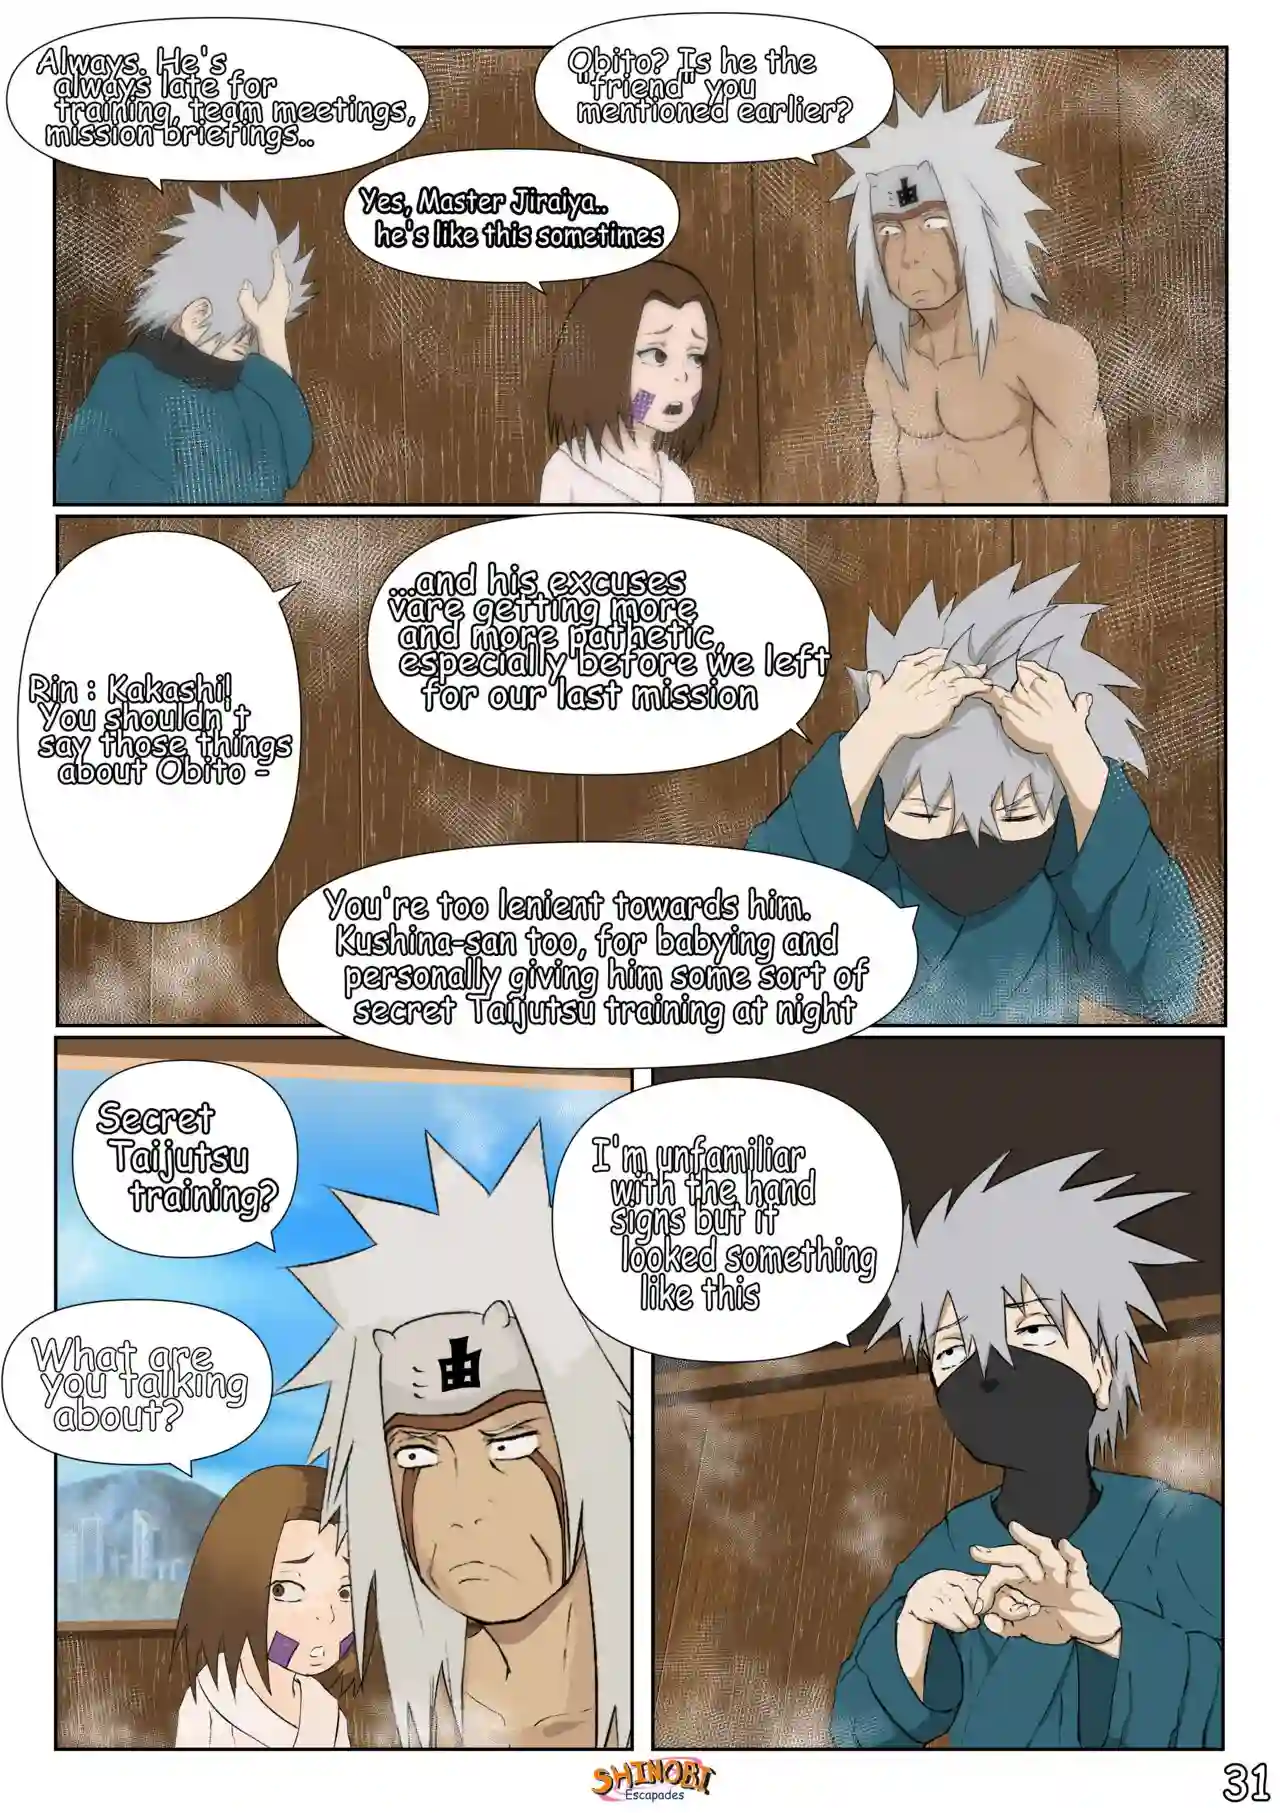 Always. He's
always late for
training, team meetings,
mission briefings..
Obito? Is he the
"friend" you
mentioned earlier?
Yes, Master Jiraiya..
he's like this sometimes
...and his excuses
vare getting more
and more pathetic,
especially before we left
for our last mission
Rin : Kakashi!
You shouldn't
say those things
about Obito -
You're too lenient towards him.
Kushina-san too, for babying and
personally giving him some sort of
secret Taijutsu training at night
Secret
Taijutsu
training?
What are
you talking
about?
I'm unfamiliar
with the hand
signs but it
looked something
like this
由
SHINOBI
Escapades
31